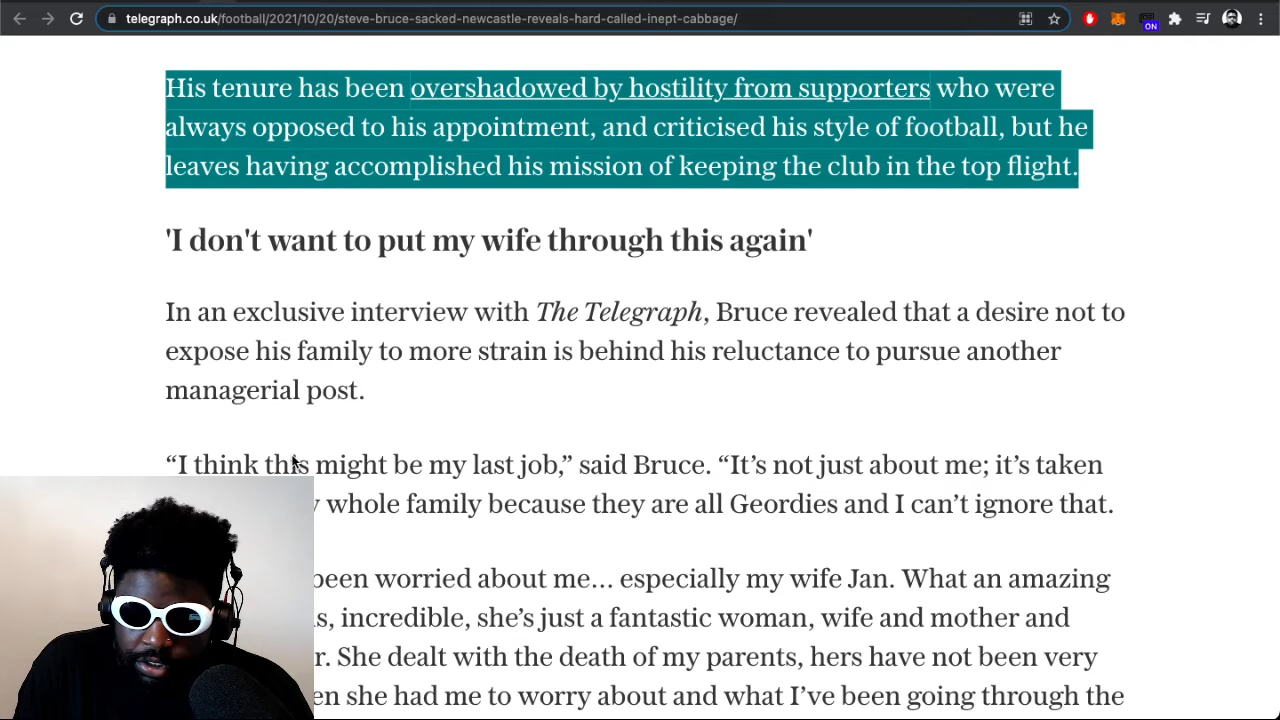 telegraph.co.uk/football/2021/10/20/steve-bruce-sacked-newcastle-reveals-hard-called-inept-cabbage/
ON
His tenure has been overshadowed by hostility from supporters who were
always opposed to his appointment, and criticised his style of football, but he
leaves having accomplished his mission of keeping the club in the top flight.
'I don't want to put my wife through this again'
In an exclusive interview with The Telegraph, Bruce revealed that a desire not to
expose his family to more strain is behind his reluctance to pursue another
managerial post.
“I think this might be my last job,” said Bruce. “It’s not just about me; it’s taken
whole family because they are all Geordies and I can’t ignore that.
been worried about me… especially my wife Jan. What an amazing
incredible, she’s just a fantastic woman, wife and mother and
She dealt with the death of my parents, hers have not been very
she had me to worry about and what I’ve been going through the